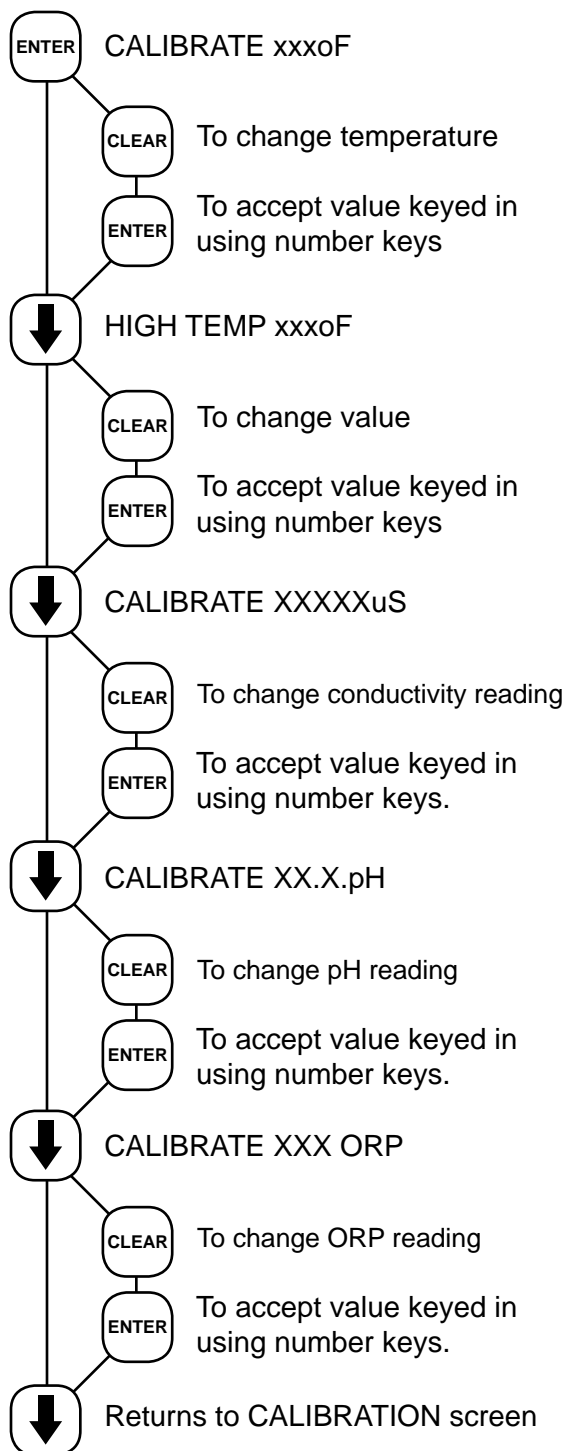 ENTER CALIBRATE xxxoF
CLEAR To change temperature
ENTER To accept value keyed in
using number keys
HIGH TEMP xxxoF
CLEAR To change value
ENTER To accept value keyed in
using number keys
CALIBRATE XXXXXuS
CLEAR To change conductivity reading
ENTER To accept value keyed in
using number keys.
CALIBRATE XX.X.pH
CLEAR To change pH reading
ENTER To accept value keyed in
using number keys.
CALIBRATE XXX ORP
CLEAR To change ORP reading
ENTER To accept value keyed in
using number keys.
Returns to CALIBRATION screen